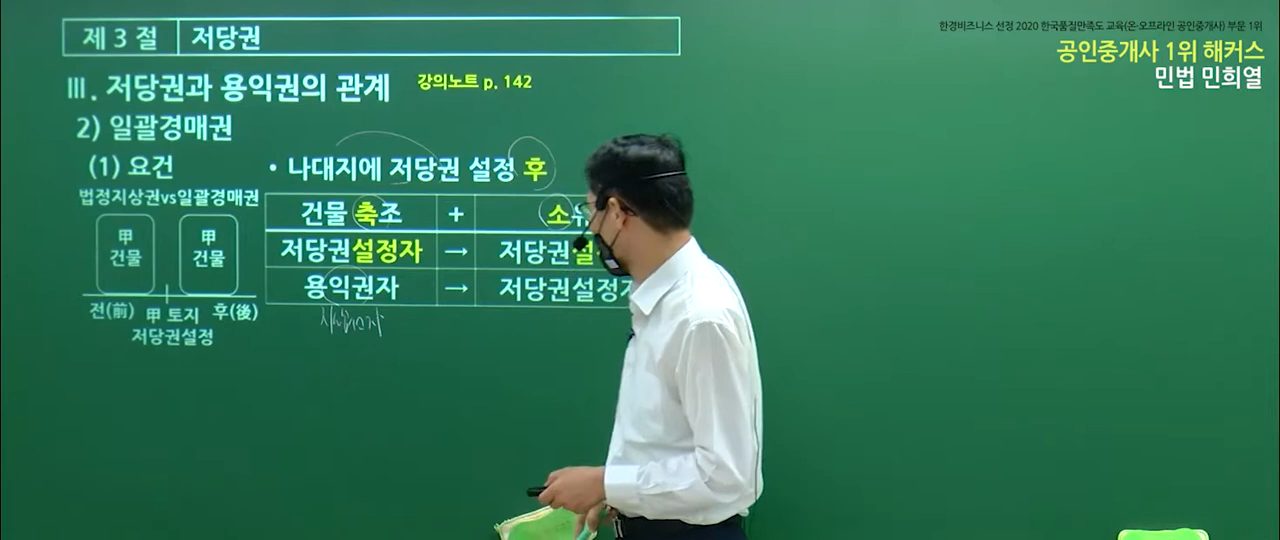 한경비즈니스 선정 2020 한국품질만족도 교육(온·오프라인 공인중개사) 부문 1위
공인중개사 1위 해커스
민법 민희열
제 3 절 저당권
Ⅲ. 저당권과 용익권의 관계 강의노트 p. 142
2) 일괄경매권
(1) 요건
• 나대지에 저당권 설정 후
법정지상권vs일괄경매권
건물 축조 + 소
저당권설정자 → 저당권설
용익권자 → 저당권설정
甲 甲
건물 건물
전(前) 甲 토지 후(後)
저당권설정